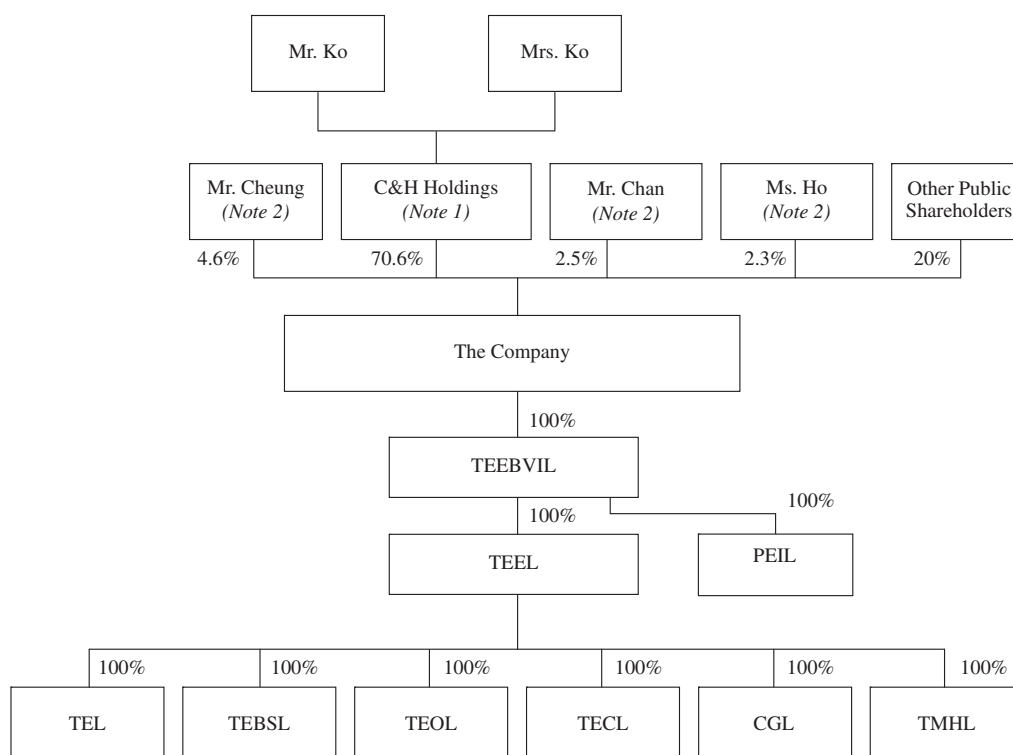 Mr. Ko
Mrs. Ko
Mr. Cheung
(Note 2)
C&H Holdings
(Note 1)
Mr. Chan
(Note 2)
Ms. Ho
(Note 2)
Other Public
Shareholders
4.6%
70.6%
2.5%
2.3%
20%
The Company
100%
TEEBVIL
100%
100%
TEEL
PEIL
100%
100%
100%
100%
100%
100%
TEL
TEBSL
TEOL
TECL
CGL
TMHL